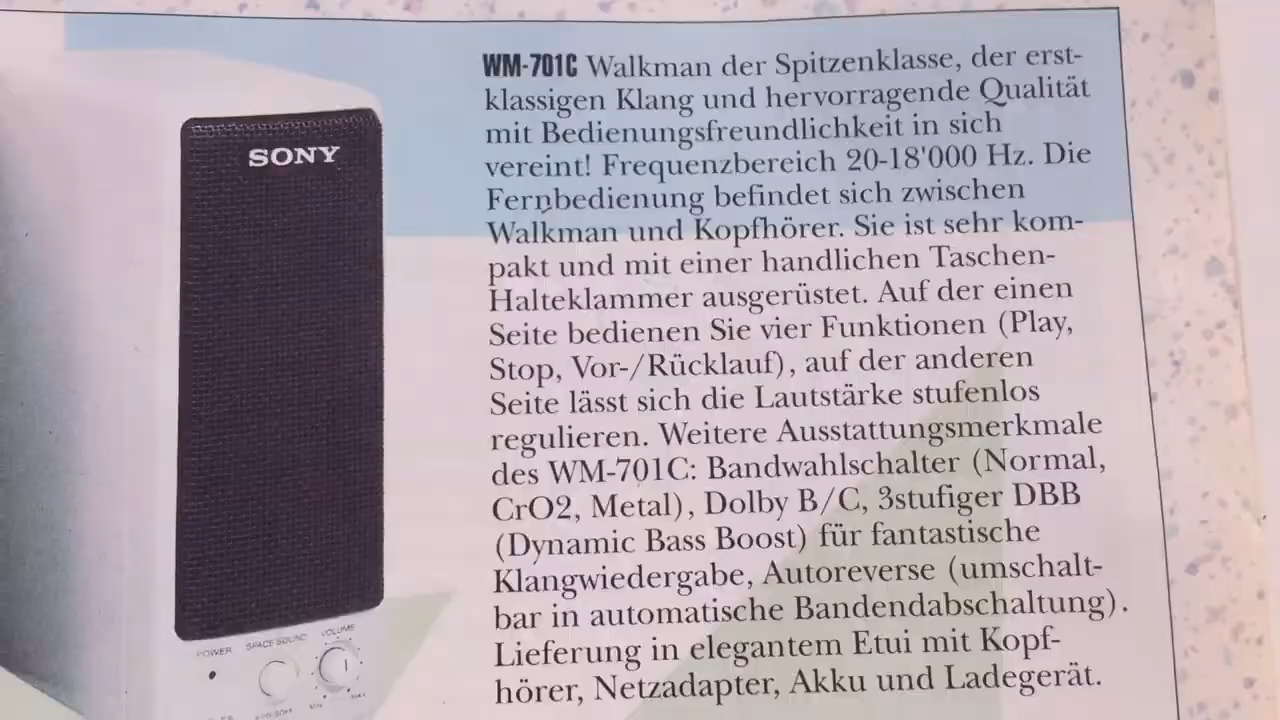 SONY
POWER
SPACE SOUND
VOLUME
MIN
MAX
WM-701C Walkman der Spitzenklasse, der erst-
klassigen Klang und hervorragende Qualität
mit Bedienungsfreundlichkeit in sich
vereint! Frequenzbereich 20-18'000 Hz. Die
Fernbedienung befindet sich zwischen
Walkman und Kopfhörer. Sie ist sehr kom-
pakt und mit einer handlichen Taschen-
Halteklammer ausgerüstet. Auf der einen
Seite bedienen Sie vier Funktionen (Play,
Stop, Vor-/Rücklauf), auf der anderen
Seite lässt sich die Lautstärke stufenlos
regulieren. Weitere Ausstattungsmerkmale
des WM-701C: Bandwahlschalter (Normal,
CrO2, Metal), Dolby B/C, 3stufiger DBB
(Dynamic Bass Boost) für fantastische
Klangwiedergabe, Autoreverse (umschalt-
bar in automatische Bandendabschaltung).
Lieferung in elegantem Etui mit Kopf-
hörer, Netzadapter, Akku und Ladegerät.